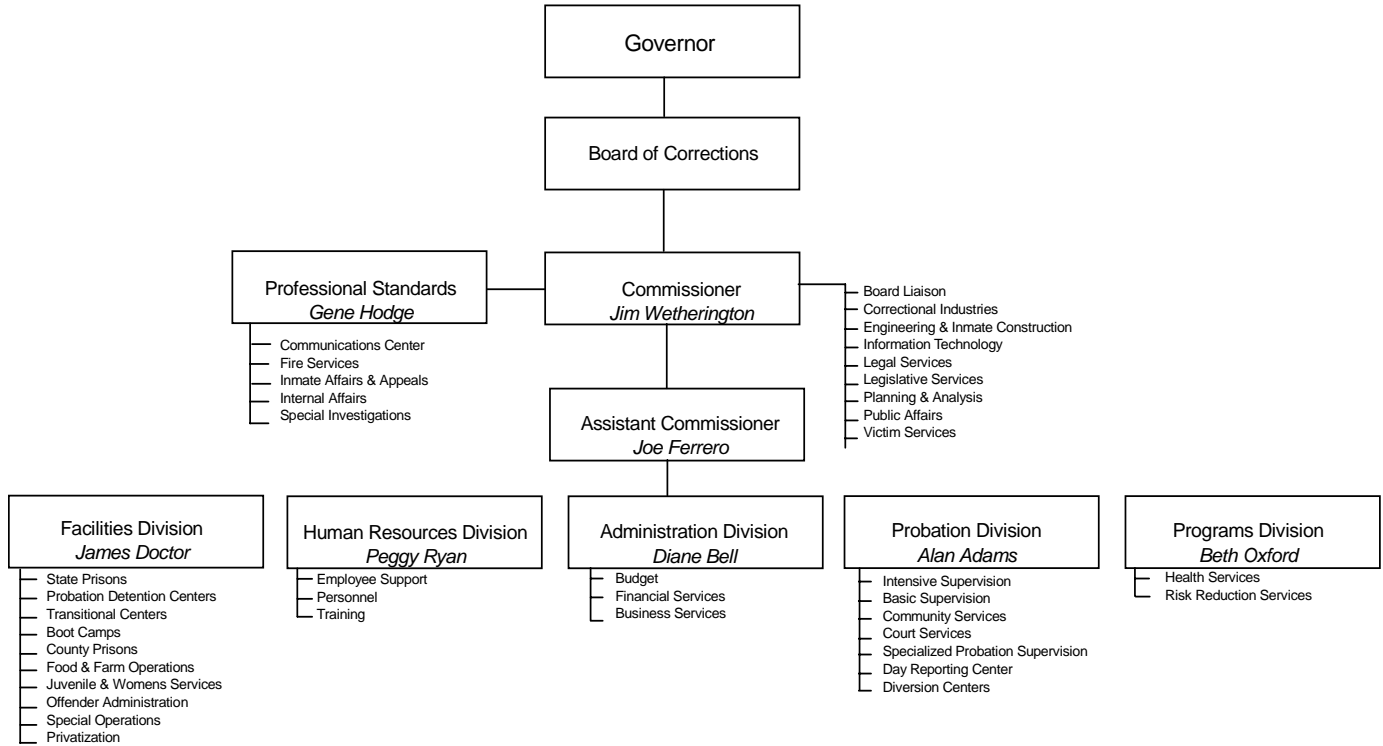 Governor
Board of Corrections
Professional Standards
Gene Hodge
Communications Center
Fire Services
Inmate Affairs & Appeals
Internal Affairs
Special Investigations
Commissioner
Jim Wetherington
Board Liaison
Correctional Industries
Engineering & Inmate Construction
Information Technology
Legal Services
Legislative Services
Planning & Analysis
Public Affairs
Victim Services
Assistant Commissioner
Joe Ferrero
Facilities Division
James Doctor
State Prisons
Probation Detention Centers
Transitional Centers
Boot Camps
County Prisons
Food & Farm Operations
Juvenile & Womens Services
Offender Administration
Special Operations
Privatization
Human Resources Division
Peggy Ryan
Employee Support
Personnel
Training
Administration Division
Diane Bell
Budget
Financial Services
Business Services
Probation Division
Alan Adams
Intensive Supervision
Basic Supervision
Community Services
Court Services
Specialized Probation Supervision
Day Reporting Center
Diversion Centers
Programs Division
Beth Oxford
Health Services
Risk Reduction Services